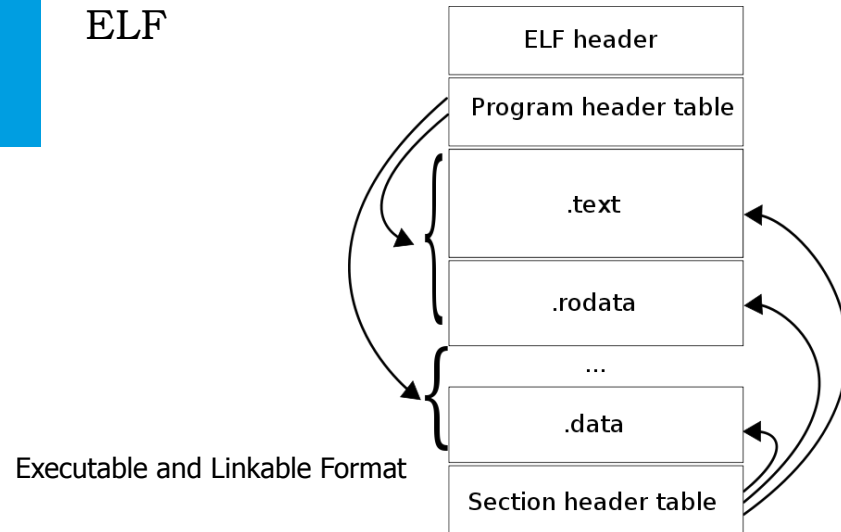 ELF
ELF header
Program header table
.text
.rodata
...
.data
Executable and Linkable Format
Section header table